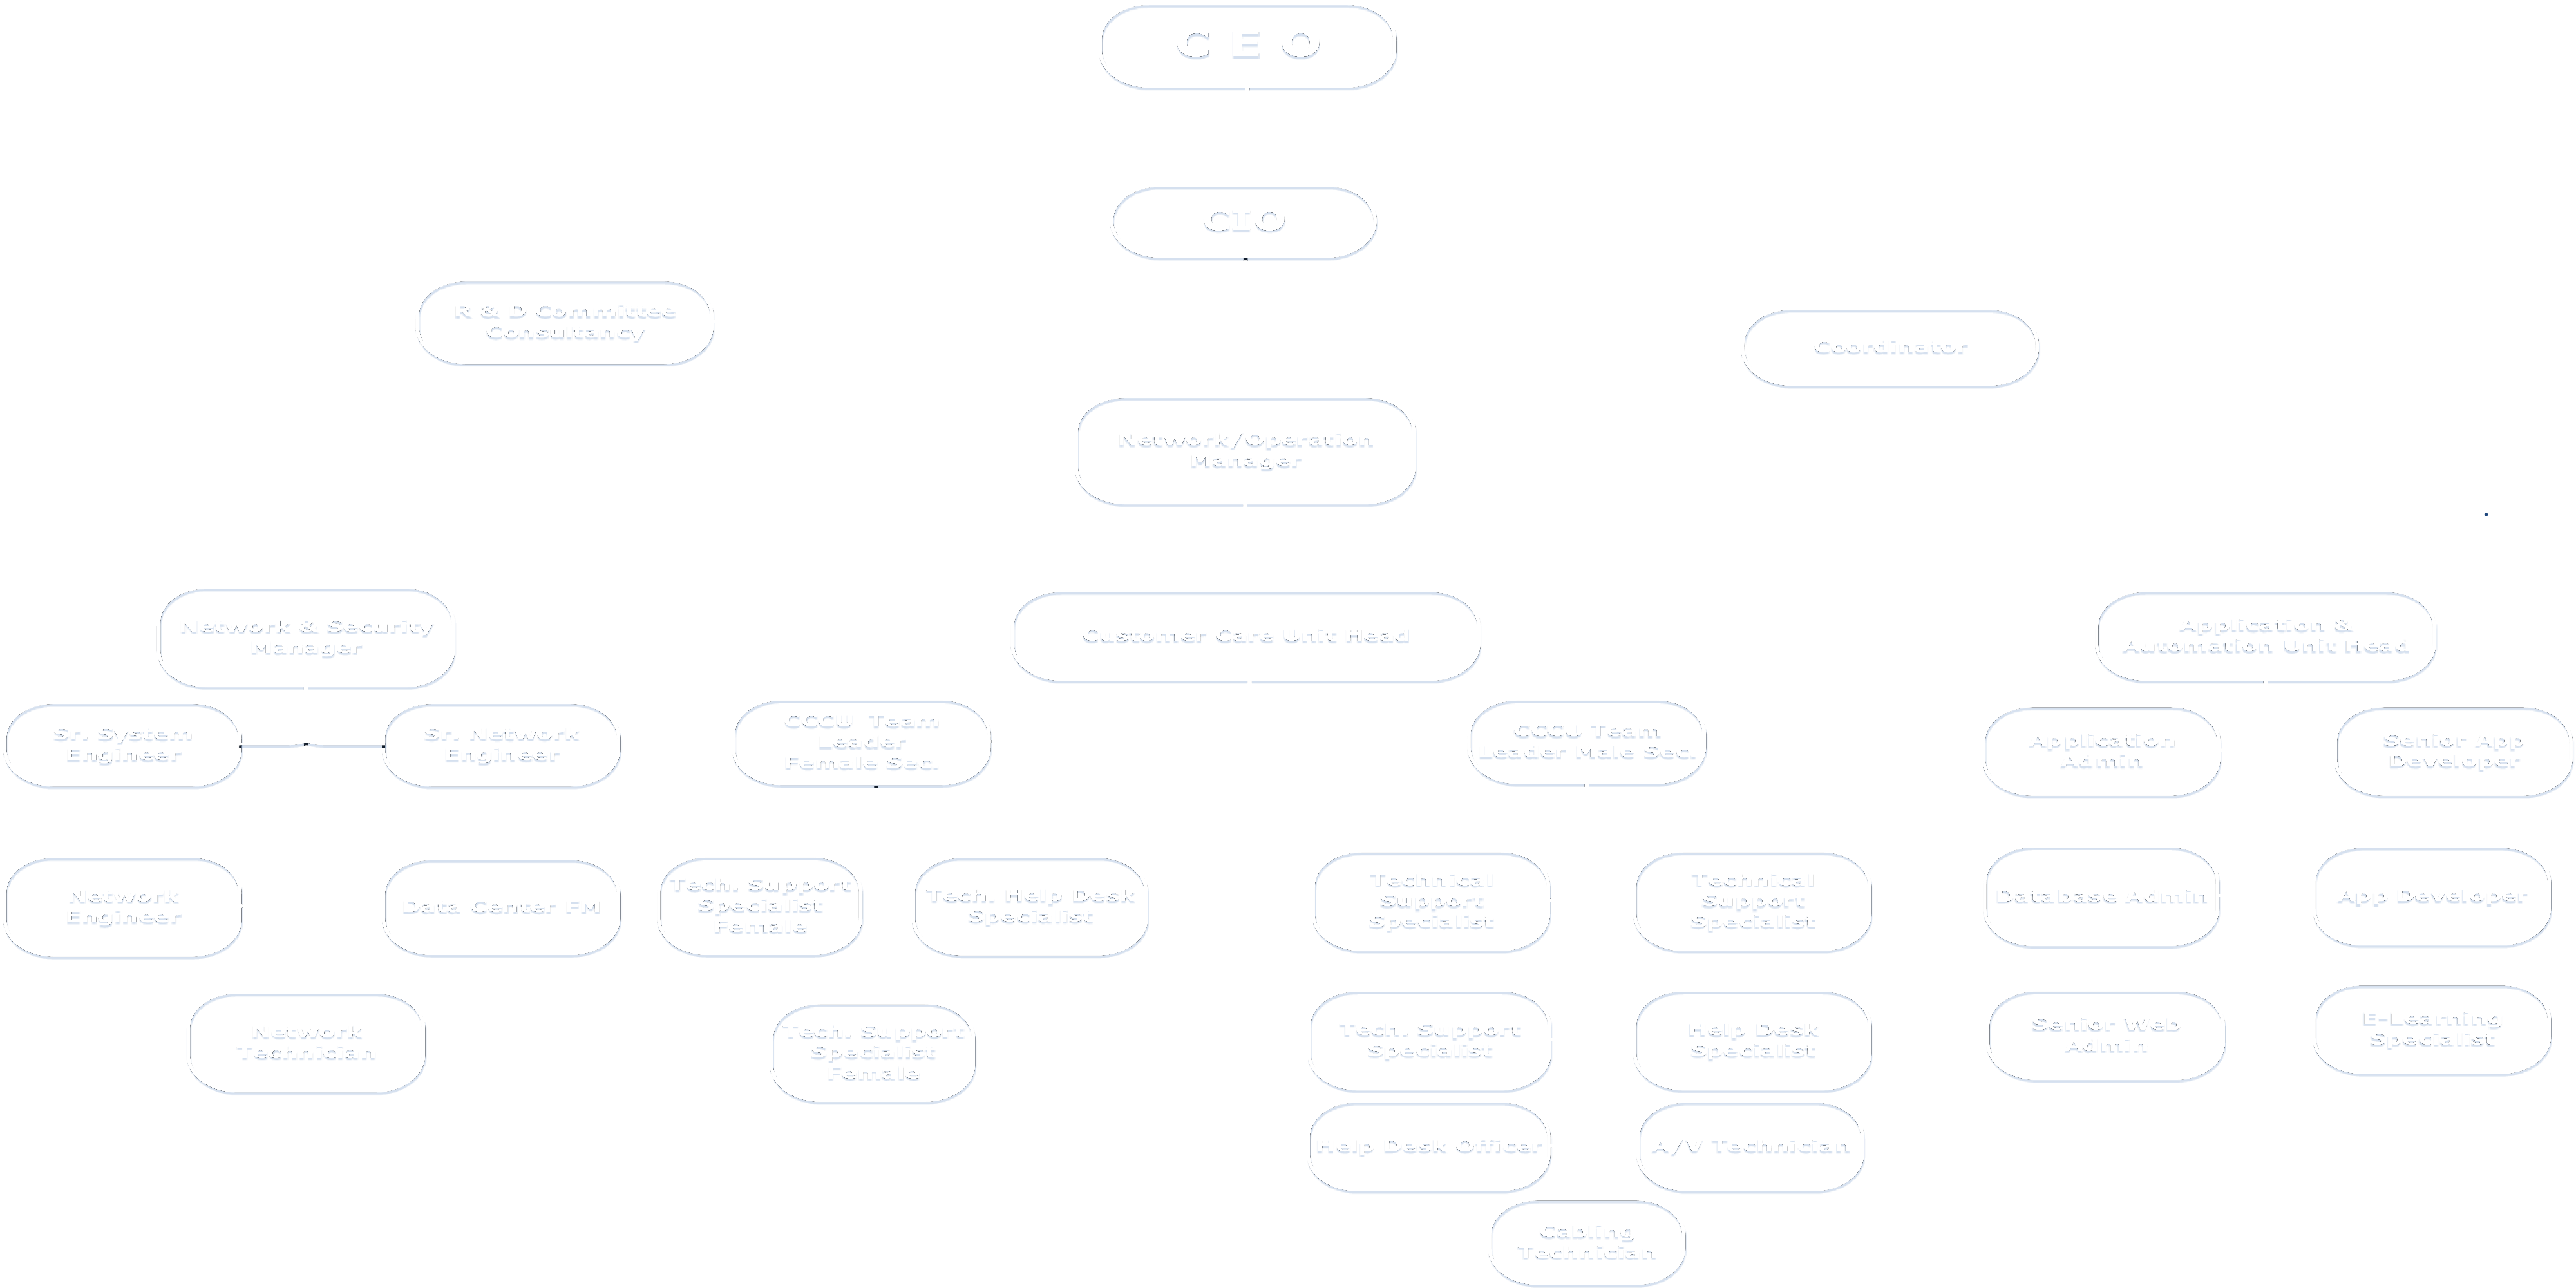 C E O
CIO
R & D Committee
Consultancy
Coordinator
Network/Operation
Manager
Network & Security
Manager
Customer Care Unit Head
Application &
Automation Unit Head
Sr. System
Engineer
Sr. Network
Engineer
CCCU Team
Leader
Female Sec.
CCCU Team
Leader Male Sec.
Application
Admin
Senior App
Developer
Network
Engineer
Data Center FM
Tech. Support
Specialist
Female
Tech. Help Desk
Specialist
Technical
Support
Specialist
Technical
Support
Specialist
Database Admin
App Developer
Network
Technician
Tech. Support
Specialist
Female
Tech. Support
Specialist
Help Desk
Specialist
Senior Web
Admin
E-Learning
Specialist
Help Desk Officer
A/V Technician
Cabling
Technician